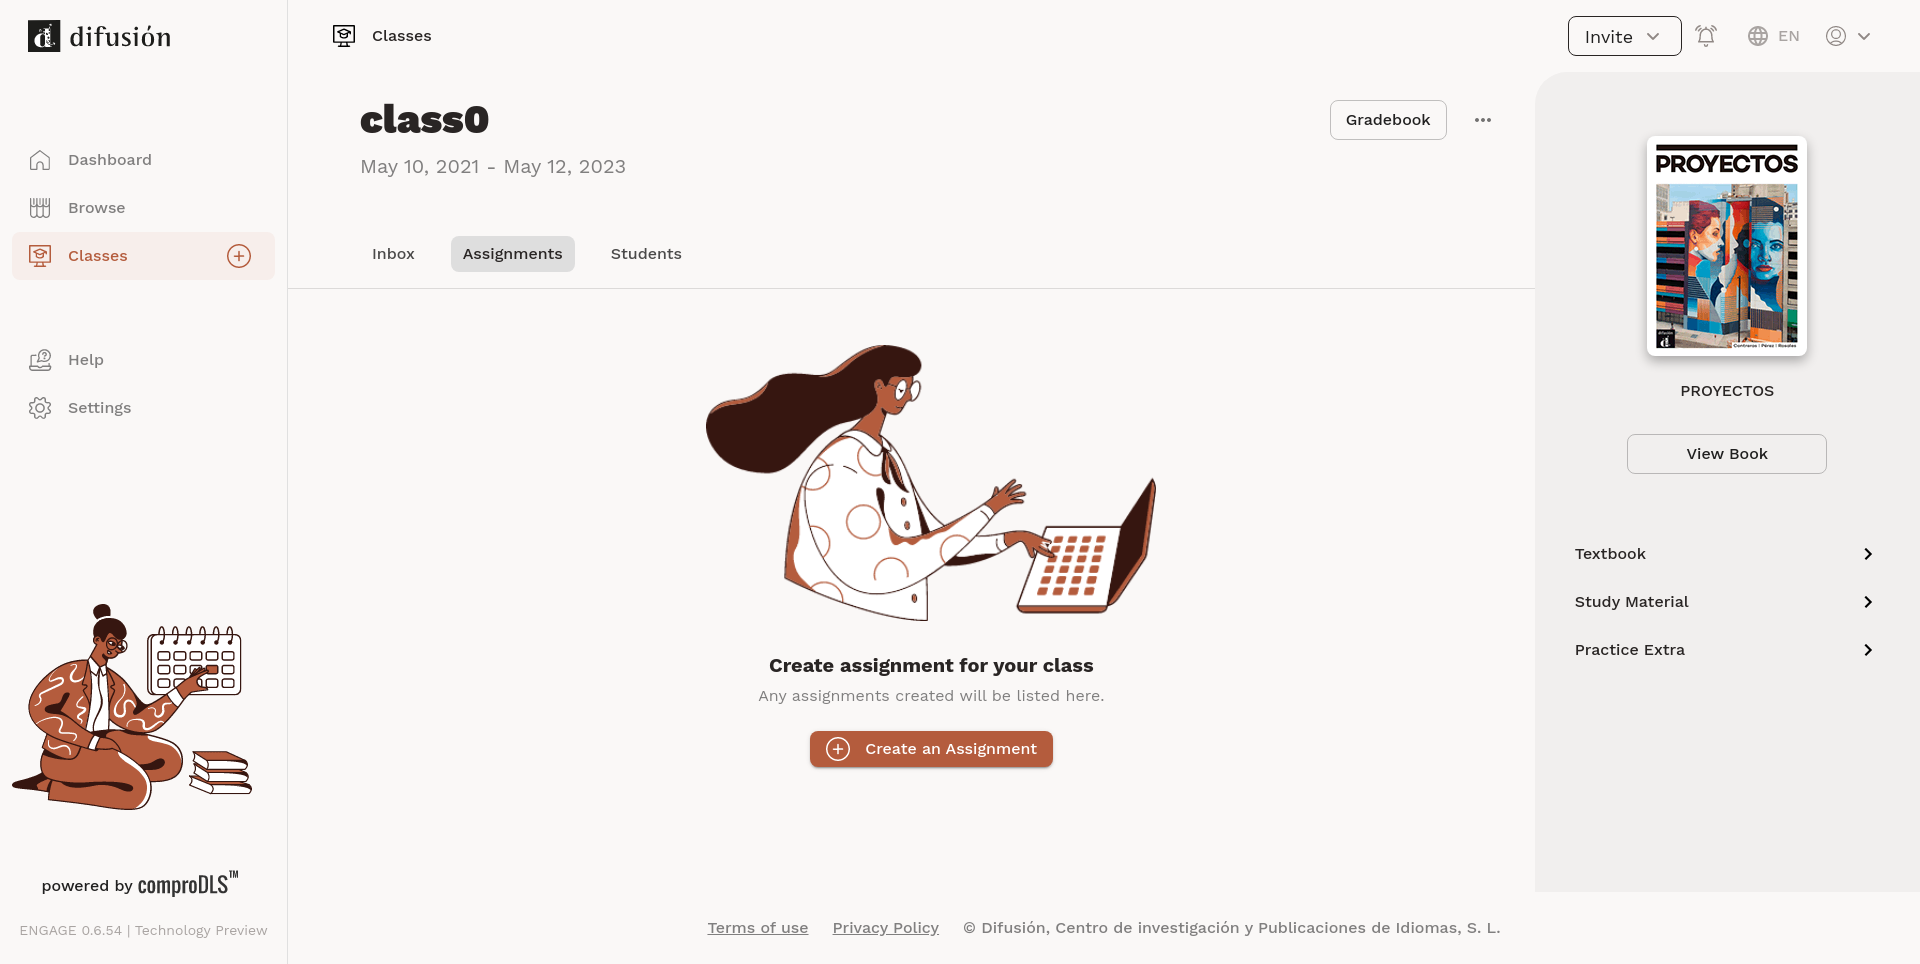 difusión
Dashboard
Browse
Classes
Help
Settings
powered by comproDLS™
ENGAGE 0.6.54 | Technology Preview
Classes
Invite
EN
class0
May 10, 2021 - May 12, 2023
Gradebook
Inbox
Assignments
Students
Create assignment for your class
Any assignments created will be listed here.
Create an Assignment
PROYECTOS
Contreras | Pérez | Rosales
PROYECTOS
View Book
Textbook
Study Material
Practice Extra
Terms of use
Privacy Policy
© Difusión, Centro de investigación y Publicaciones de Idiomas, S. L.